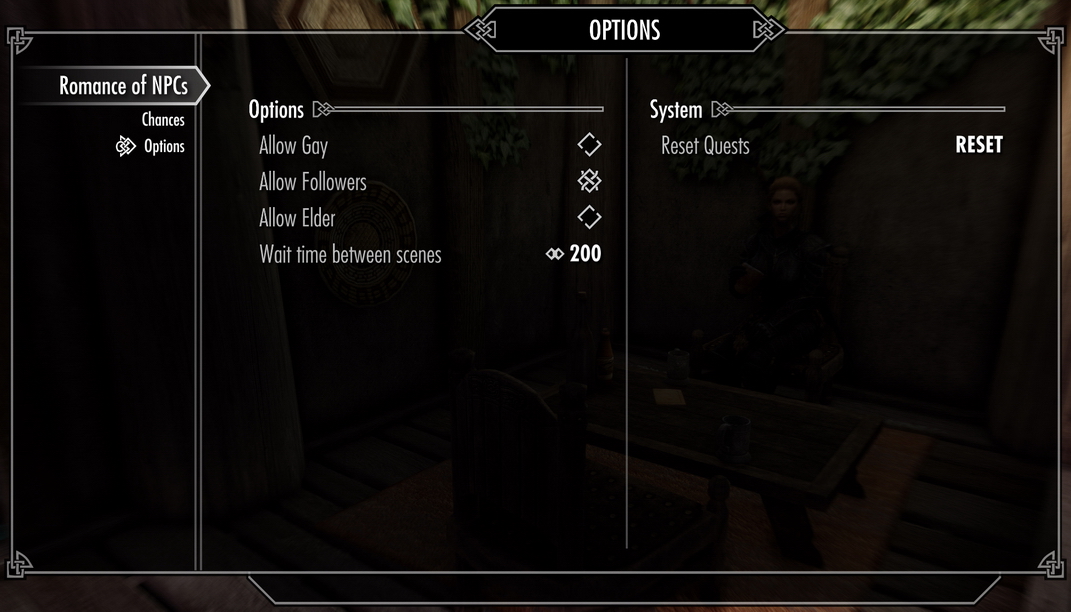 OPTIONS
Romance of NPCs
Chances
Options
Options
Allow Gay
Allow Followers
Allow Elder
Wait time between scenes 200
System
Reset Quests RESET